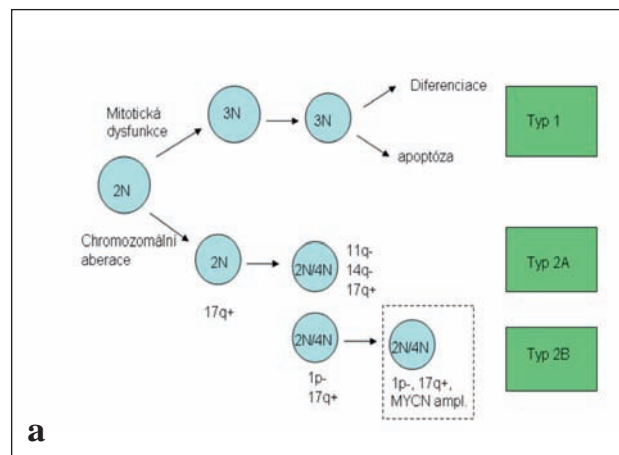 Diferenciace
Mitotická
dysfunkce
3N
3N
Typ 1
apoptóza
2N
Chromozomální
aberace
2N
2N/4N
11q-
14q-
17q+
Typ 2A
17q+
2N/4N
2N/4N
Typ 2B
1p-
17q+
1p-, 17q+,
MYCN ampl.
a